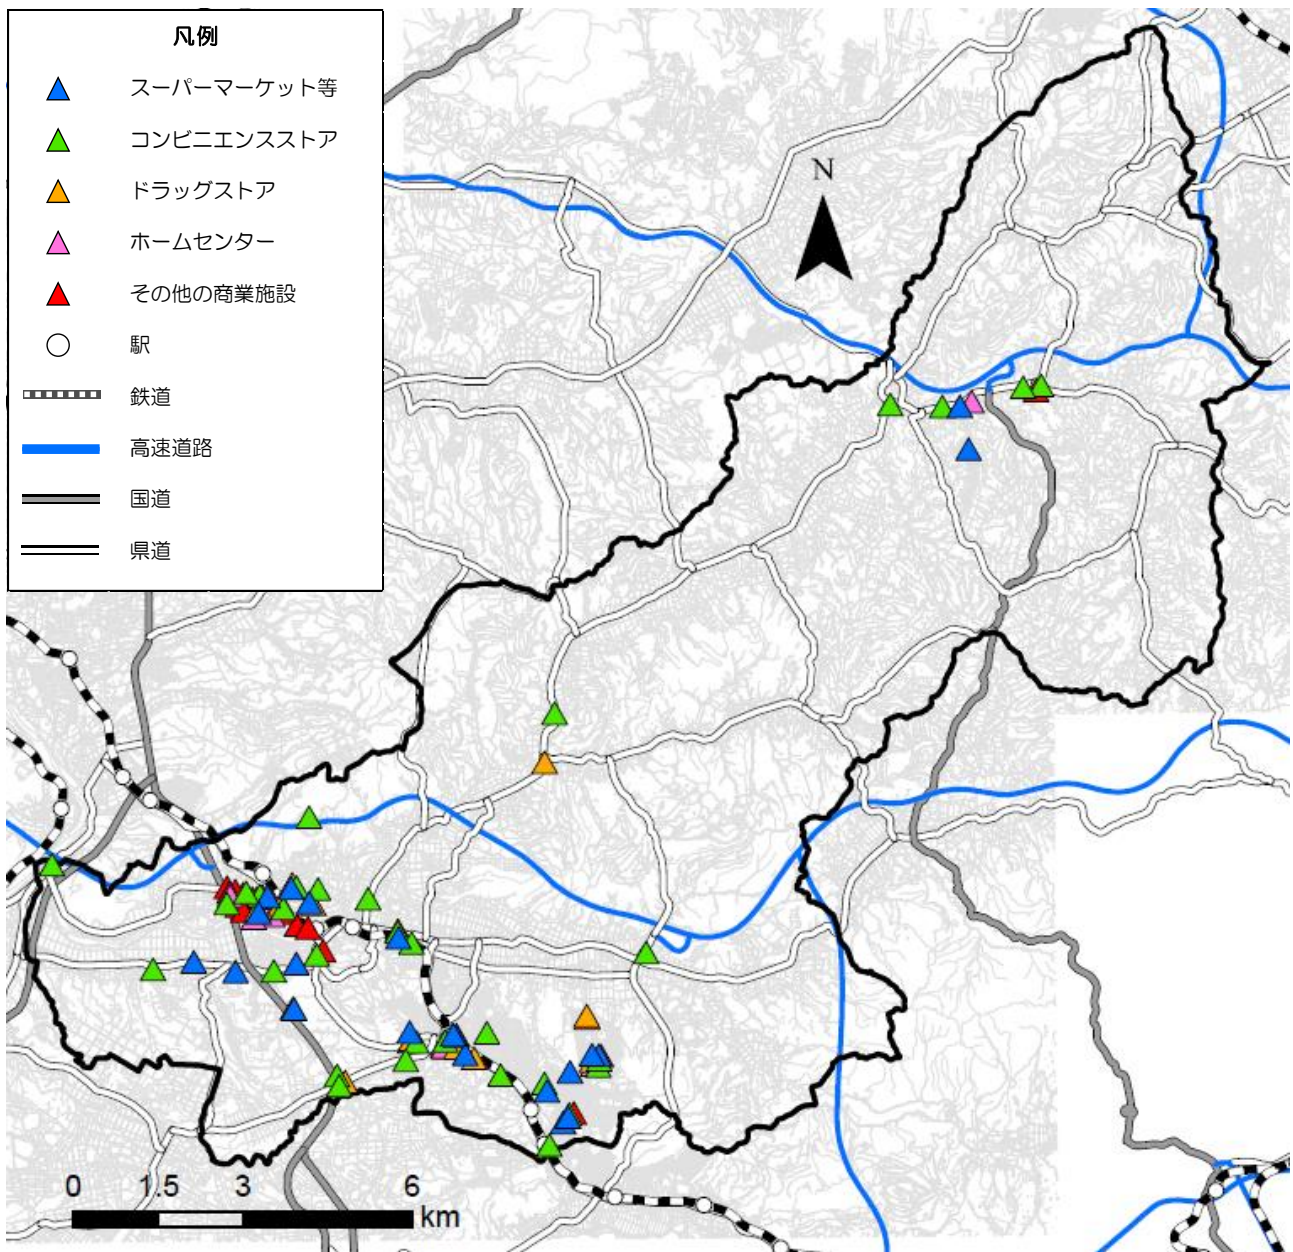 凡例
スーパーマーケット等
コンビニエンスストア
ドラッグストア
ホームセンター
その他の商業施設
駅
鉄道
高速道路
国道
県道
N
0 1.5 3 6
km